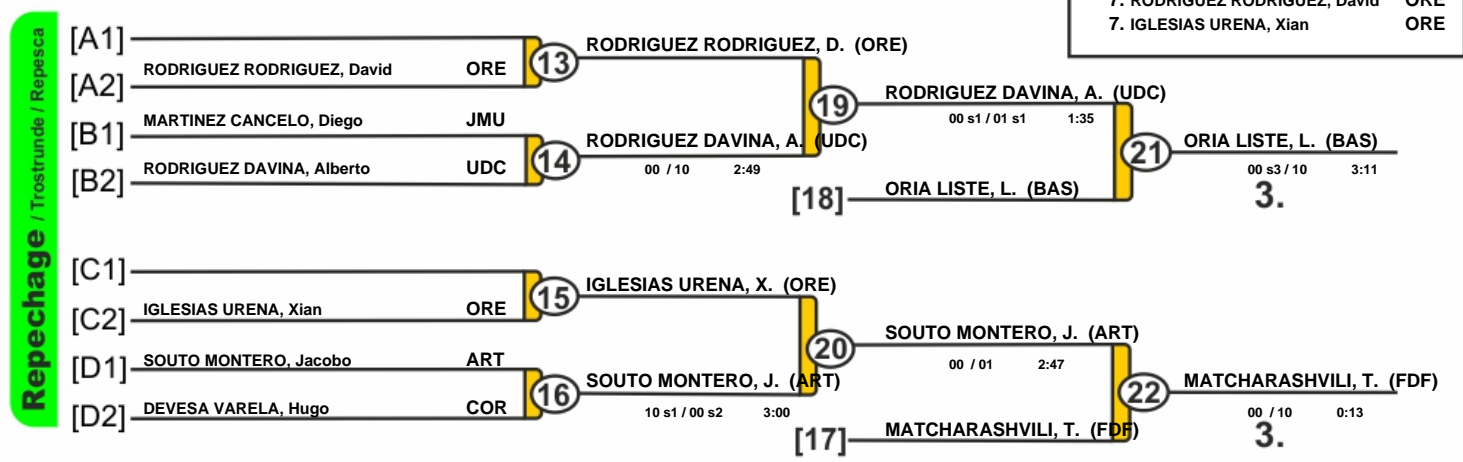 7. RODRIGUEZ RODRIGUEZ, David ORE
7. IGLESIAS URENA, Xian ORE
Repechage / Trostrunde / Repesca
[A1]
RODRIGUEZ RODRIGUEZ, D. (ORE)
13
RODRIGUEZ RODRIGUEZ, David ORE
[A2]
RODRIGUEZ DAVINA, A. (UDC)
19
00 s1 / 01 s1 1:35
[B1] MARTINEZ CANCELO, Diego JMU
RODRIGUEZ DAVINA, A. (UDC)
ORIA LISTE, L. (BAS)
21
14
00 / 10 2:49
00 s3 / 10 3:11
[B2] RODRIGUEZ DAVINA, Alberto UDC
ORIA LISTE, L. (BAS)
[18]
3.
[C1]
IGLESIAS URENA, X. (ORE)
15
[C2] IGLESIAS URENA, Xian ORE
SOUTO MONTERO, J. (ART)
20
00 / 01 2:47
[D1] SOUTO MONTERO, Jacobo ART
SOUTO MONTERO, J. (ART)
MATCHARASHVILI, T. (FDF)
22
16
10 s1 / 00 s2 3:00
00 / 10 0:13
[D2] DEVESA VARELA, Hugo COR
MATCHARASHVILI, T. (FDF)
[17]
3.